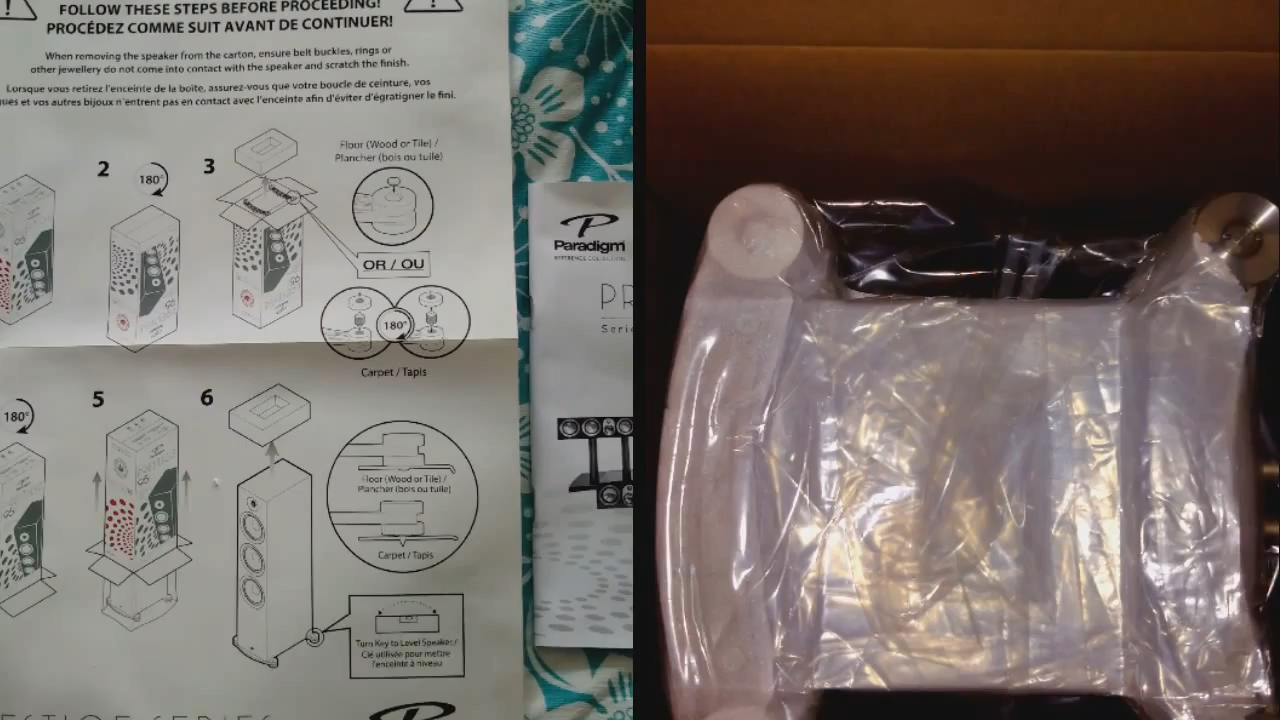 FOLLOW THESE STEPS BEFORE PROCEEDING!
PROCÉDEZ COMME SUIT AVANT DE CONTINUER!
When removing the speaker from the carton, ensure belt buckles, rings or
other jewellery do not come into contact with the speaker and scratch the finish.
Lorsque vous retirez l'enceinte de la boîte, assurez-vous que votre boucle de ceinture, vos
et vos autres bijoux n'entrent pas en contact avec l'enceinte afin d'éviter d'égratigner le fini.
2
180°
3
Floor (Wood or Tile) /
Plancher (bois ou tuile)
OR / OU
180°
Carpet / Tapis
180°
5
6
Floor (Wood or Tile) /
Plancher (bois ou tuile)
Carpet / Tapis
Turn Key to Level Speaker /
Clé utilisée pour mettre
l'enceinte à niveau
Paradigm
REFERENCE
PR
Serie